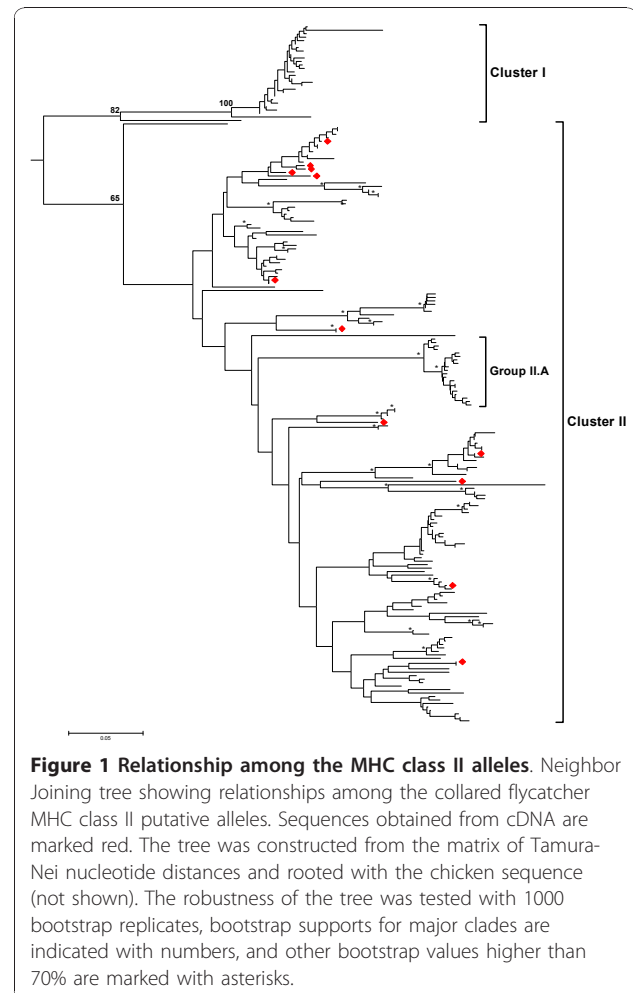 Cluster I
100
82
65
Group II.A
Cluster II
0.05
Figure 1 Relationship among the MHC class II alleles. Neighbor
Joining tree showing relationships among the collared flycatcher
MHC class II putative alleles. Sequences obtained from cDNA are
marked red. The tree was constructed from the matrix of Tamura-
Nei nucleotide distances and rooted with the chicken sequence
(not shown). The robustness of the tree was tested with 1000
bootstrap replicates, bootstrap supports for major clades are
indicated with numbers, and other bootstrap values higher than
70% are marked with asterisks.